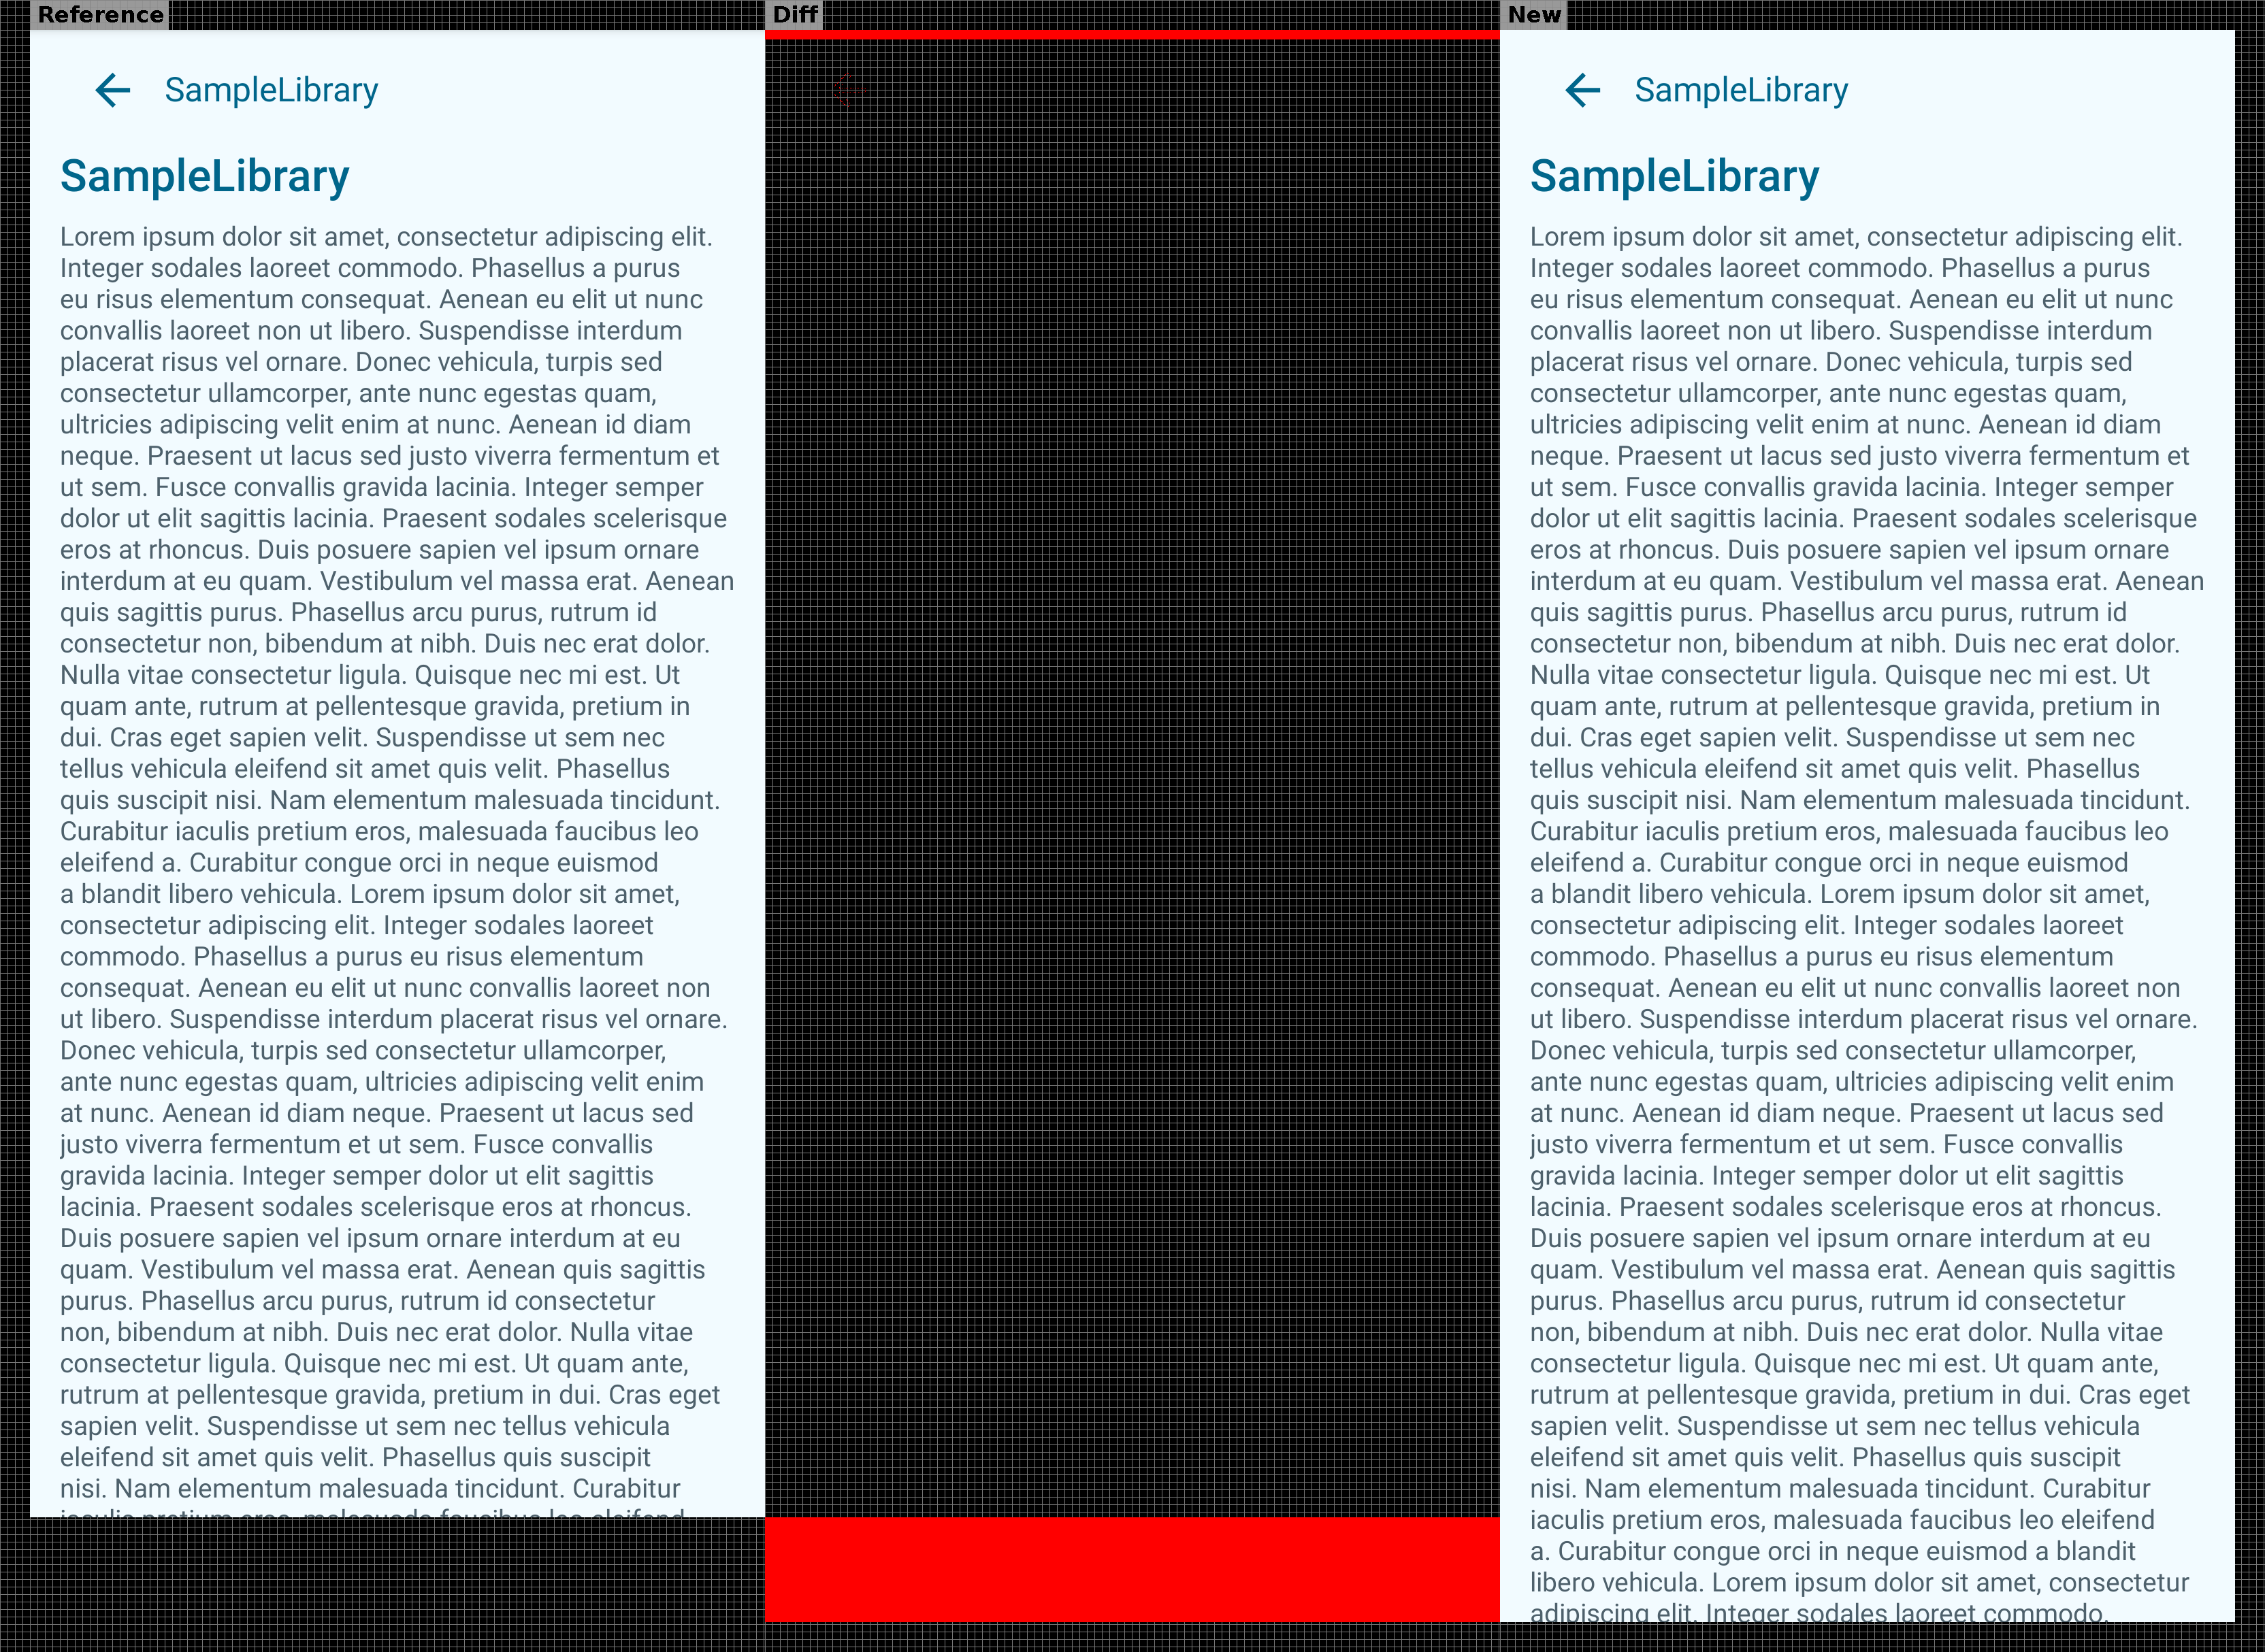 Reference
Diff
New
SampleLibrary
SampleLibrary
Lorem ipsum dolor sit amet, consectetur adipiscing elit.
Integer sodales laoreet commodo. Phasellus a purus
eu risus elementum consequat. Aenean eu elit ut nunc
convallis laoreet non ut libero. Suspendisse interdum
placerat risus vel ornare. Donec vehicula, turpis sed
consectetur ullamcorper, ante nunc egestas quam,
ultricies adipiscing velit enim at nunc. Aenean id diam
neque. Praesent ut lacus sed justo viverra fermentum et
ut sem. Fusce convallis gravida lacinia. Integer semper
dolor ut elit sagittis lacinia. Praesent sodales scelerisque
eros at rhoncus. Duis posuere sapien vel ipsum ornare
interdum at eu quam. Vestibulum vel massa erat. Aenean
quis sagittis purus. Phasellus arcu purus, rutrum id
consectetur non, bibendum at nibh. Duis nec erat dolor.
Nulla vitae consectetur ligula. Quisque nec mi est. Ut
quam ante, rutrum at pellentesque gravida, pretium in
dui. Cras eget sapien velit. Suspendisse ut sem nec
tellus vehicula eleifend sit amet quis velit. Phasellus
quis suscipit nisi. Nam elementum malesuada tincidunt.
Curabitur iaculis pretium eros, malesuada faucibus leo
eleifend a. Curabitur congue orci in neque euismod
a blandit libero vehicula. Lorem ipsum dolor sit amet,
consectetur adipiscing elit. Integer sodales laoreet
commodo. Phasellus a purus eu risus elementum
consequat. Aenean eu elit ut nunc convallis laoreet non
ut libero. Suspendisse interdum placerat risus vel ornare.
Donec vehicula, turpis sed consectetur ullamcorper,
ante nunc egestas quam, ultricies adipiscing velit enim
at nunc. Aenean id diam neque. Praesent ut lacus sed
justo viverra fermentum et ut sem. Fusce convallis
gravida lacinia. Integer semper dolor ut elit sagittis
lacinia. Praesent sodales scelerisque eros at rhoncus.
Duis posuere sapien vel ipsum ornare interdum at eu
quam. Vestibulum vel massa erat. Aenean quis sagittis
purus. Phasellus arcu purus, rutrum id consectetur
non, bibendum at nibh. Duis nec erat dolor. Nulla vitae
consectetur ligula. Quisque nec mi est. Ut quam ante,
rutrum at pellentesque gravida, pretium in dui. Cras eget
sapien velit. Suspendisse ut sem nec tellus vehicula
eleifend sit amet quis velit. Phasellus quis suscipit
nisi. Nam elementum malesuada tincidunt. Curabitur
SampleLibrary
SampleLibrary
Lorem ipsum dolor sit amet, consectetur adipiscing elit.
Integer sodales laoreet commodo. Phasellus a purus
eu risus elementum consequat. Aenean eu elit ut nunc
convallis laoreet non ut libero. Suspendisse interdum
placerat risus vel ornare. Donec vehicula, turpis sed
consectetur ullamcorper, ante nunc egestas quam,
ultricies adipiscing velit enim at nunc. Aenean id diam
neque. Praesent ut lacus sed justo viverra fermentum et
ut sem. Fusce convallis gravida lacinia. Integer semper
dolor ut elit sagittis lacinia. Praesent sodales scelerisque
eros at rhoncus. Duis posuere sapien vel ipsum ornare
interdum at eu quam. Vestibulum vel massa erat. Aenean
quis sagittis purus. Phasellus arcu purus, rutrum id
consectetur non, bibendum at nibh. Duis nec erat dolor.
Nulla vitae consectetur ligula. Quisque nec mi est. Ut
quam ante, rutrum at pellentesque gravida, pretium in
dui. Cras eget sapien velit. Suspendisse ut sem nec
tellus vehicula eleifend sit amet quis velit. Phasellus
quis suscipit nisi. Nam elementum malesuada tincidunt.
Curabitur iaculis pretium eros, malesuada faucibus leo
eleifend a. Curabitur congue orci in neque euismod
a blandit libero vehicula. Lorem ipsum dolor sit amet,
consectetur adipiscing elit. Integer sodales laoreet
commodo. Phasellus a purus eu risus elementum
consequat. Aenean eu elit ut nunc convallis laoreet non
ut libero. Suspendisse interdum placerat risus vel ornare.
Donec vehicula, turpis sed consectetur ullamcorper,
ante nunc egestas quam, ultricies adipiscing velit enim
at nunc. Aenean id diam neque. Praesent ut lacus sed
justo viverra fermentum et ut sem. Fusce convallis
gravida lacinia. Integer semper dolor ut elit sagittis
lacinia. Praesent sodales scelerisque eros at rhoncus.
Duis posuere sapien vel ipsum ornare interdum at eu
quam. Vestibulum vel massa erat. Aenean quis sagittis
purus. Phasellus arcu purus, rutrum id consectetur
non, bibendum at nibh. Duis nec erat dolor. Nulla vitae
consectetur ligula. Quisque nec mi est. Ut quam ante,
rutrum at pellentesque gravida, pretium in dui. Cras eget
sapien velit. Suspendisse ut sem nec tellus vehicula
eleifend sit amet quis velit. Phasellus quis suscipit
nisi. Nam elementum malesuada tincidunt. Curabitur
iaculis pretium eros, malesuada faucibus leo eleifend
a. Curabitur congue orci in neque euismod a blandit
libero vehicula. Lorem ipsum dolor sit amet, consectetur
adipiscing elit. Integer sodales laoreet commodo.